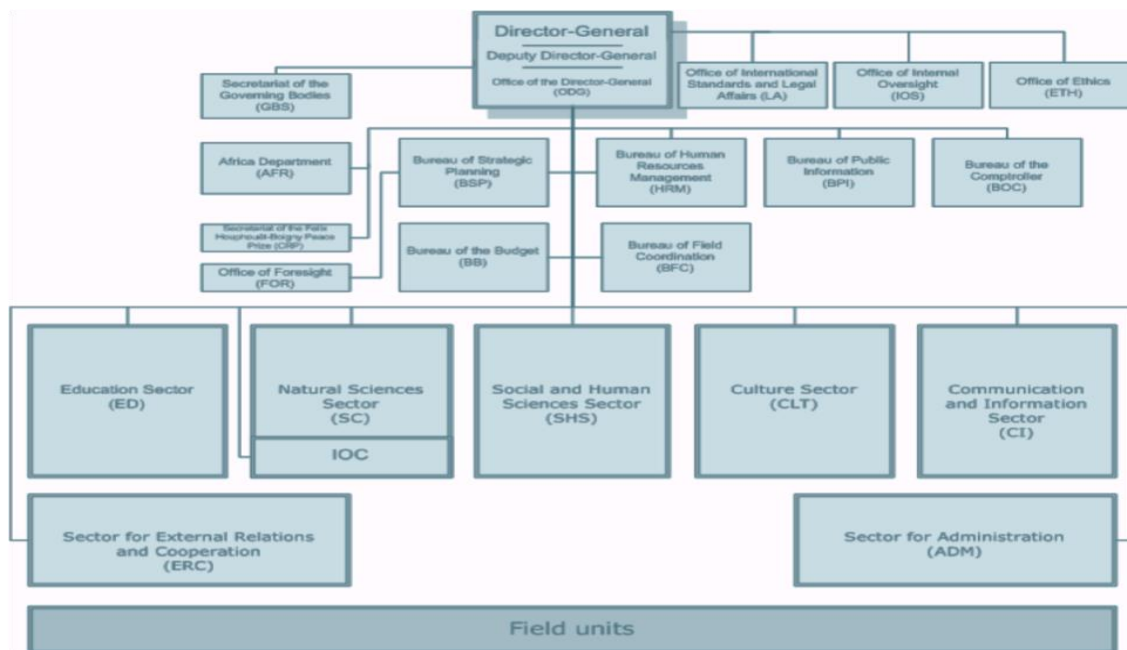 Director-General
Deputy Director-General
Office of the Director-General
(ODG)
Secretariat of the
Governing Bodies
(GBS)
Office of International
Standards and Legal
Affairs (LA)
Office of Internal
Oversight
(IOS)
Office of Ethics
(ETH)
Africa Department
(AFR)
Bureau of Strategic
Planning
(BSP)
Bureau of Human
Resources
Management
(HRM)
Bureau of Public
Information
(BPI)
Bureau of the
Comptroller
(BOC)
Secretariat of the Felix
Houphouët-Boigny Peace
Prize (CRP)
Office of Foresight
(FOR)
Bureau of the Budget
(BB)
Bureau of Field
Coordination
(BFC)
Education Sector
(ED)
Natural Sciences
Sector
(SC)
IOC
Social and Human
Sciences Sector
(SHS)
Culture Sector
(CLT)
Communication
and Information
Sector
(CI)
Sector for External Relations
and Cooperation
(ERC)
Sector for Administration
(ADM)
Field units